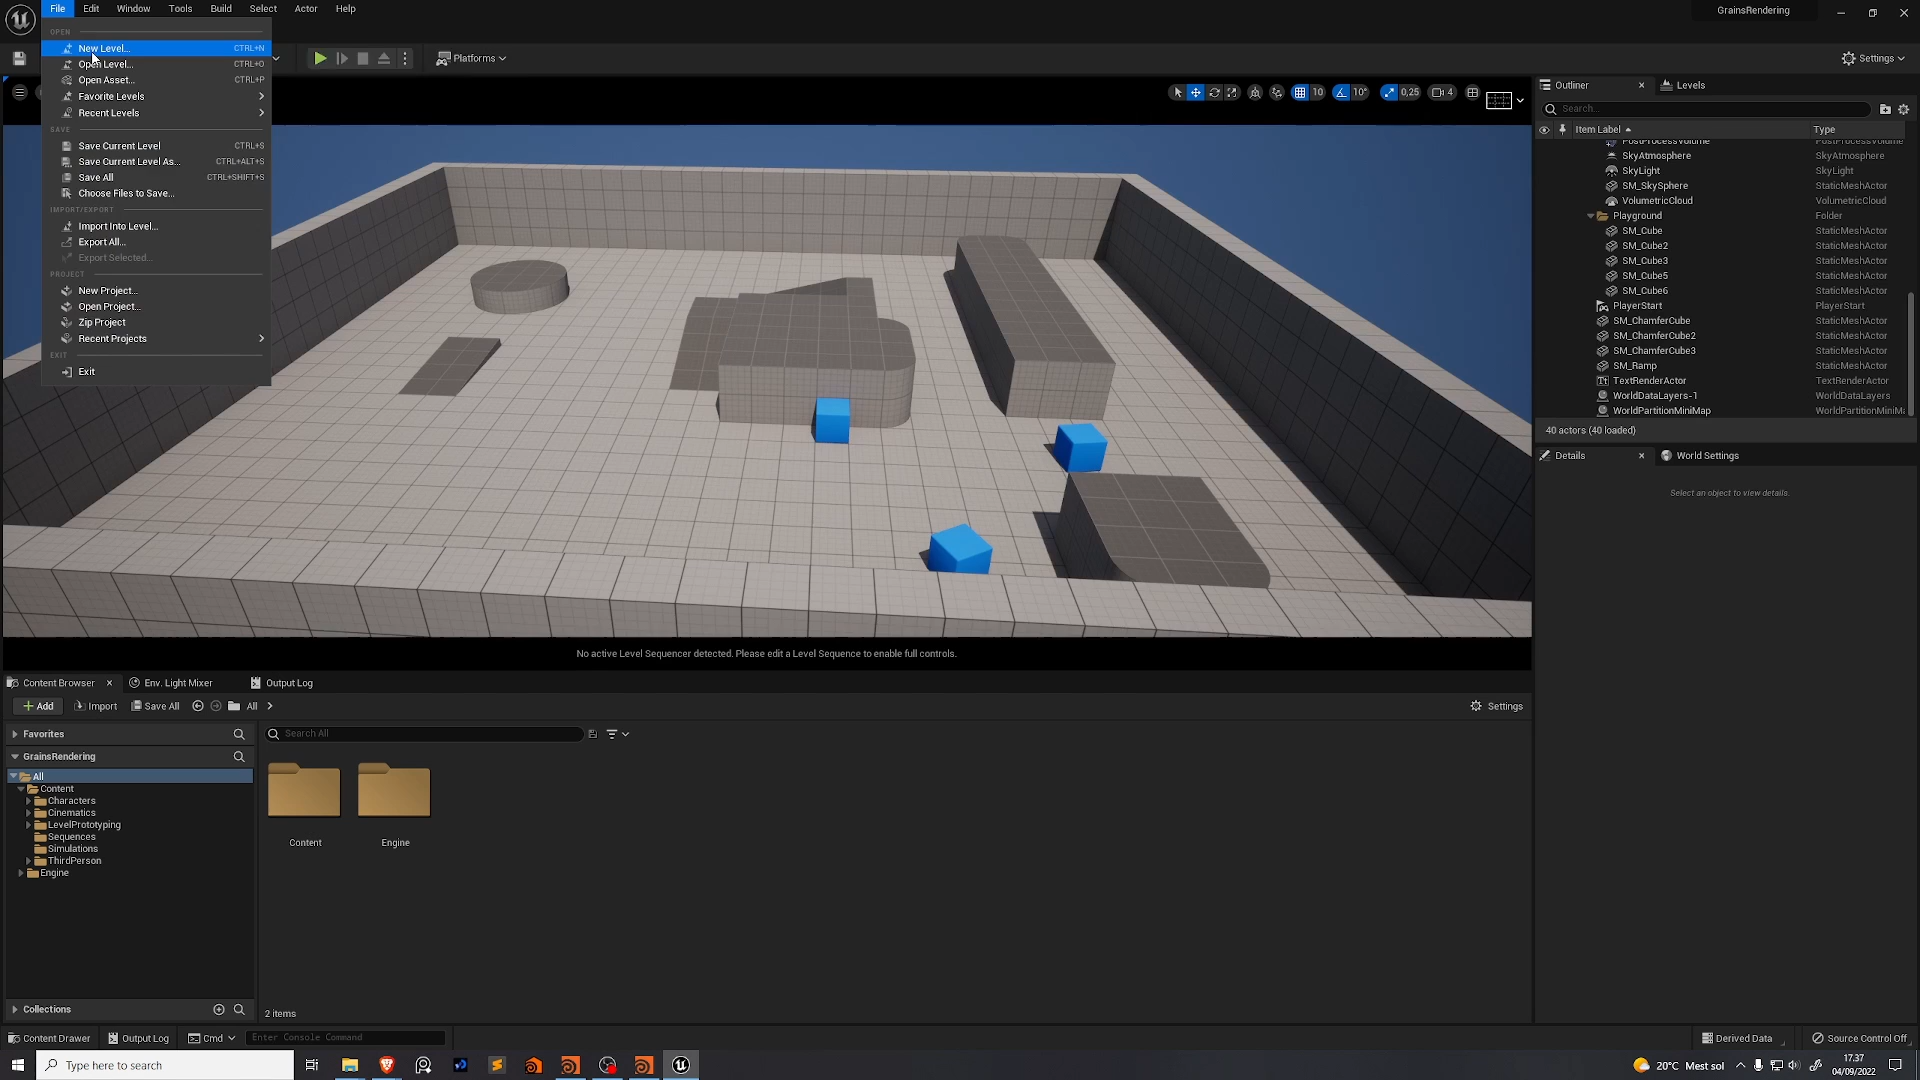 File Edit Window Tools Build Select Actor Help
GrainsRendering
OPEN
New Level... CTRL+N
Open Level... CTRL+O
Open Asset... CTRL+P
Favorite Levels
Recent Levels
SAVE
Save Current Level CTRL+S
Save Current Level As... CTRL+ALT+S
Save All CTRL+SHIFT+S
Choose Files to Save...
IMPORT/EXPORT
Import Into Level...
Export All...
Export Selected...
PROJECT
New Project...
Open Project...
Zip Project
Recent Projects
EXIT
Exit
Platforms
Settings
10 10° 0,25 4
Outliner Levels
Search...
Item Label Type
PostProcessVolume PostProcessVolume
SkyAtmosphere SkyAtmosphere
SkyLight SkyLight
SM_SkySphere StaticMeshActor
VolumetricCloud VolumetricCloud
Playground Folder
SM_Cube StaticMeshActor
SM_Cube2 StaticMeshActor
SM_Cube3 StaticMeshActor
SM_Cube5 StaticMeshActor
SM_Cube6 StaticMeshActor
PlayerStart PlayerStart
SM_ChamferCube StaticMeshActor
SM_ChamferCube2 StaticMeshActor
SM_ChamferCube3 StaticMeshActor
SM_Ramp StaticMeshActor
TextRenderActor TextRenderActor
WorldDataLayers-1 WorldDataLayers
WorldPartitionMiniMap WorldPartitionMiniMa
40 actors (40 loaded)
Details World Settings
Select an object to view details.
No active Level Sequencer detected. Please edit a Level Sequence to enable full controls.
Content Browser Env. Light Mixer Output Log
Add Import Save All All Settings
Favorites
Search All
GrainsRendering
All
Content
Characters
Cinematics
LevelPrototyping
Sequences
Simulations
ThirdPerson
Engine
Content Engine
Collections
2 items
Content Drawer Output Log Cmd Enter Console Command Derived Data Source Control Off
Type here to search
20°C Mest sol
17.37
04/09/2022